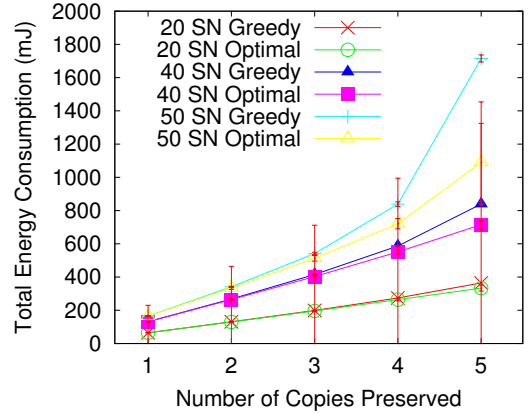 2000
1800
1600
1400
1200
1000
800
600
400
200
0
Total Energy Consumption (mJ)
20 SN Greedy
20 SN Optimal
40 SN Greedy
40 SN Optimal
50 SN Greedy
50 SN Optimal
1 2 3 4 5
Number of Copies Preserved